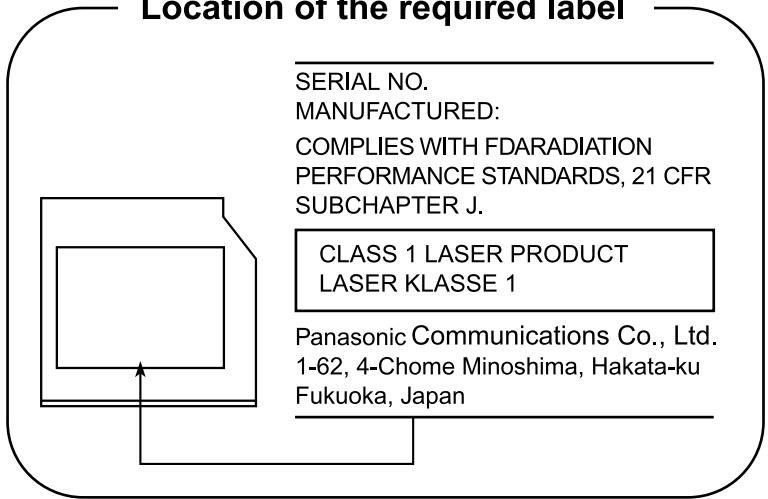 Location of the required label
SERIAL NO.
MANUFACTURED:
COMPLIES WITH FDARADIATION
PERFORMANCE STANDARDS, 21 CFR
SUBCHAPTER J.
CLASS 1 LASER PRODUCT
LASER KLASSE 1
Panasonic Communications Co., Ltd.
1-62, 4-Chome Minoshima, Hakata-ku
Fukuoka, Japan